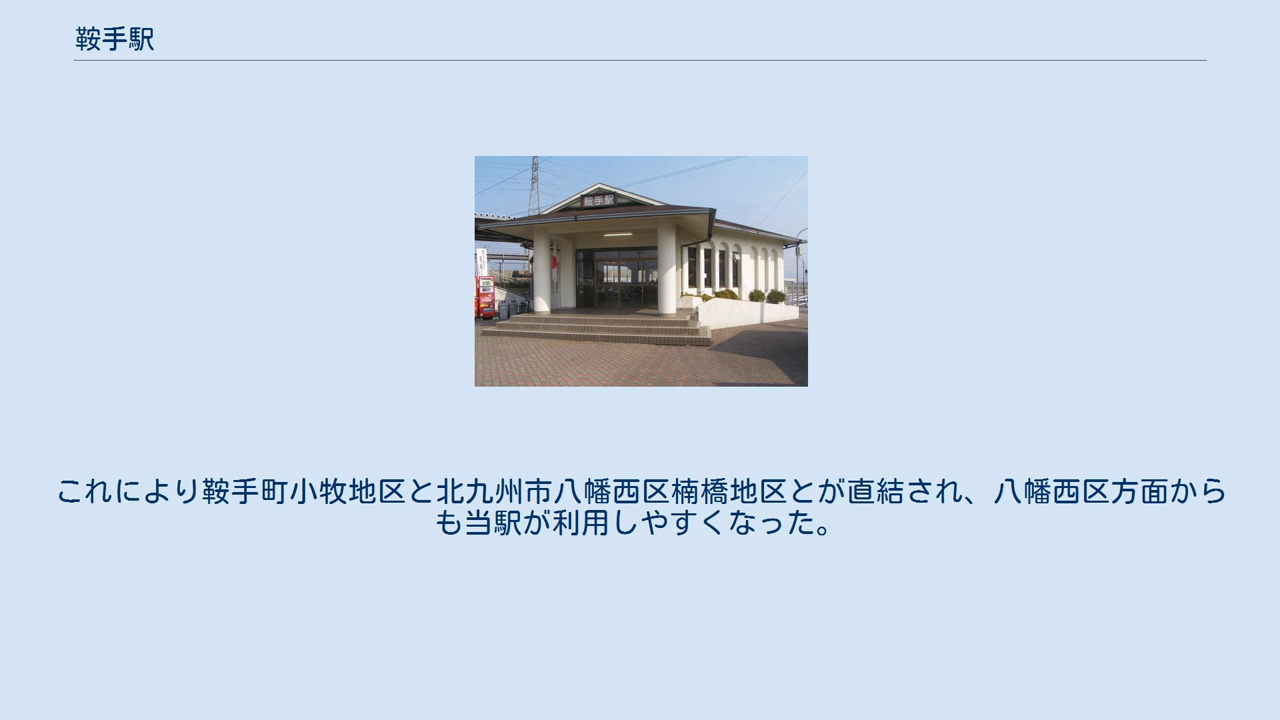 鞍手駅
鞍手駅
これにより鞍手町小牧地区と北九州市八幡西区楠橋地区とが直結され、八幡西区方面から
も当駅が利用しやすくなった。